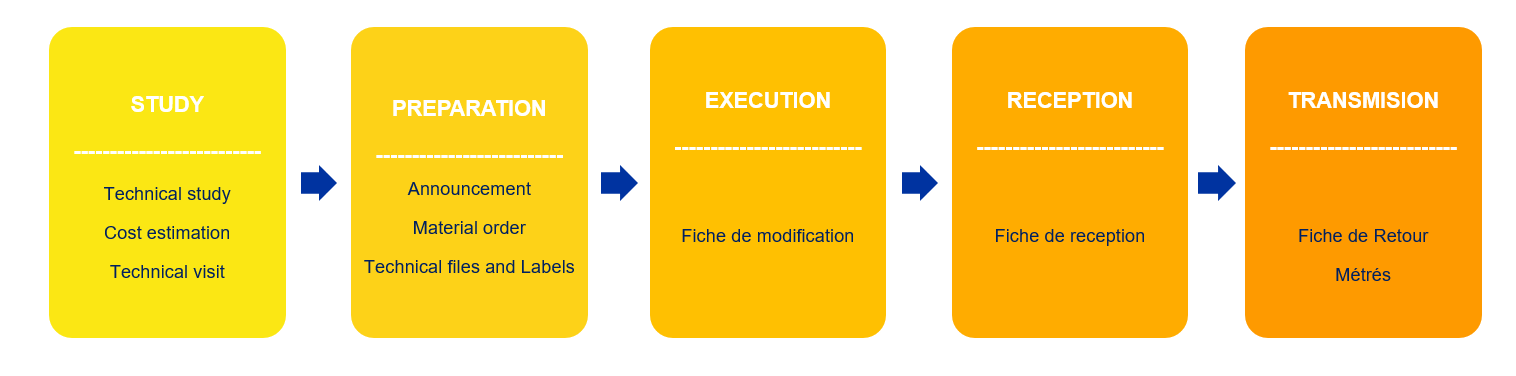 STUDY
--------------------------
Technical study
Cost estimation
Technical visit
PREPARATION
--------------------------
Announcement
Material order
Technical files and Labels
EXECUTION
--------------------------
Fiche de modification
RECEPTION
--------------------------
Fiche de reception
TRANSMISION
--------------------------
Fiche de Retour
Métrés